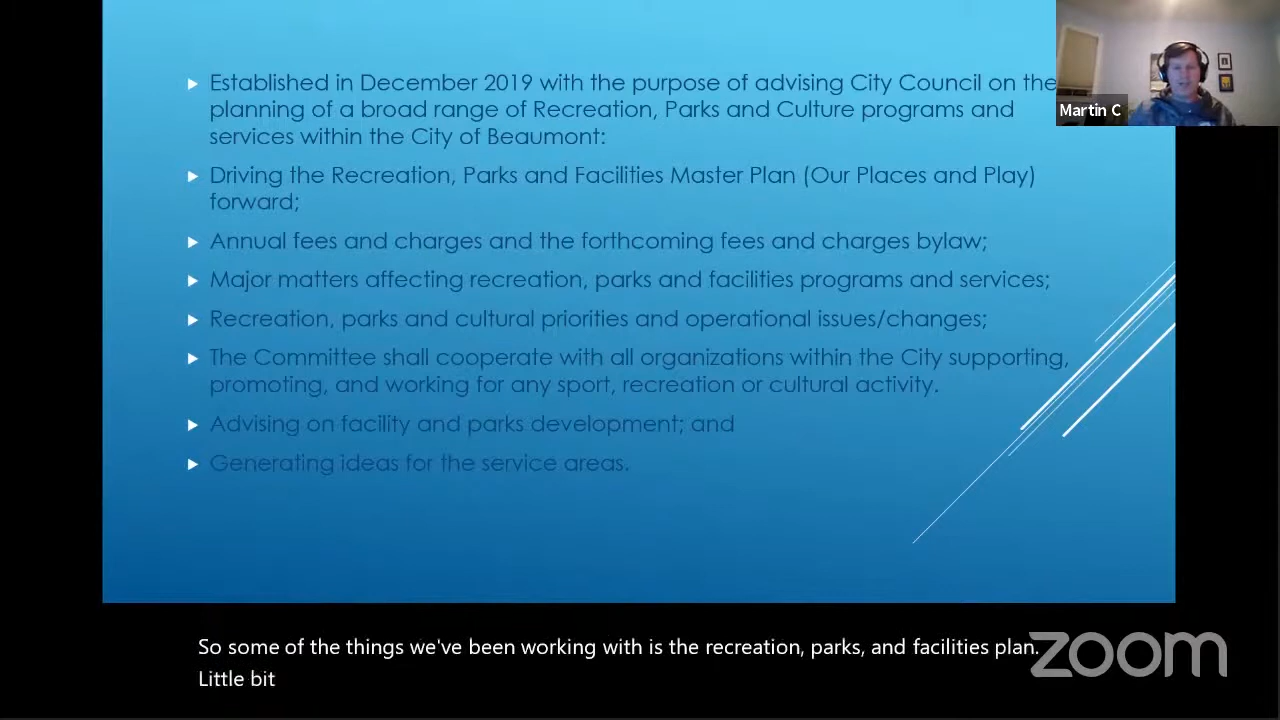 Established in December 2019 with the purpose of advising City Council on the
planning of a broad range of Recreation, Parks and Culture programs and
services within the City of Beaumont:
Driving the Recreation, Parks and Facilities Master Plan (Our Places and Play)
forward;
Annual fees and charges and the forthcoming fees and charges bylaw;
Major matters affecting recreation, parks and facilities programs and services;
Recreation, parks and cultural priorities and operational issues/changes;
The Committee shall cooperate with all organizations within the City supporting,
promoting, and working for any sport, recreation or cultural activity.
Advising on facility and parks development; and
Generating ideas for the service areas.
Martin C
So some of the things we've been working with is the recreation, parks, and facilities plan.
Little bit
zoom